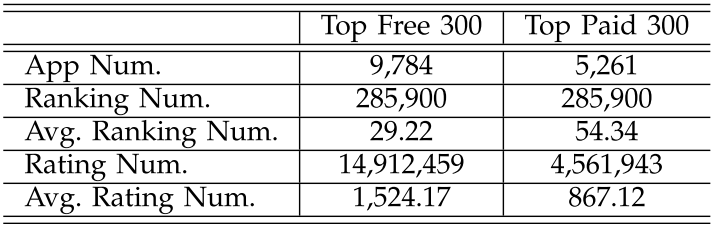 Top Free 300 Top Paid 300
App Num. 9,784 5,261
Ranking Num. 285,900 285,900
Avg. Ranking Num. 29.22 54.34
Rating Num. 14,912,459 4,561,943
Avg. Rating Num. 1,524.17 867.12